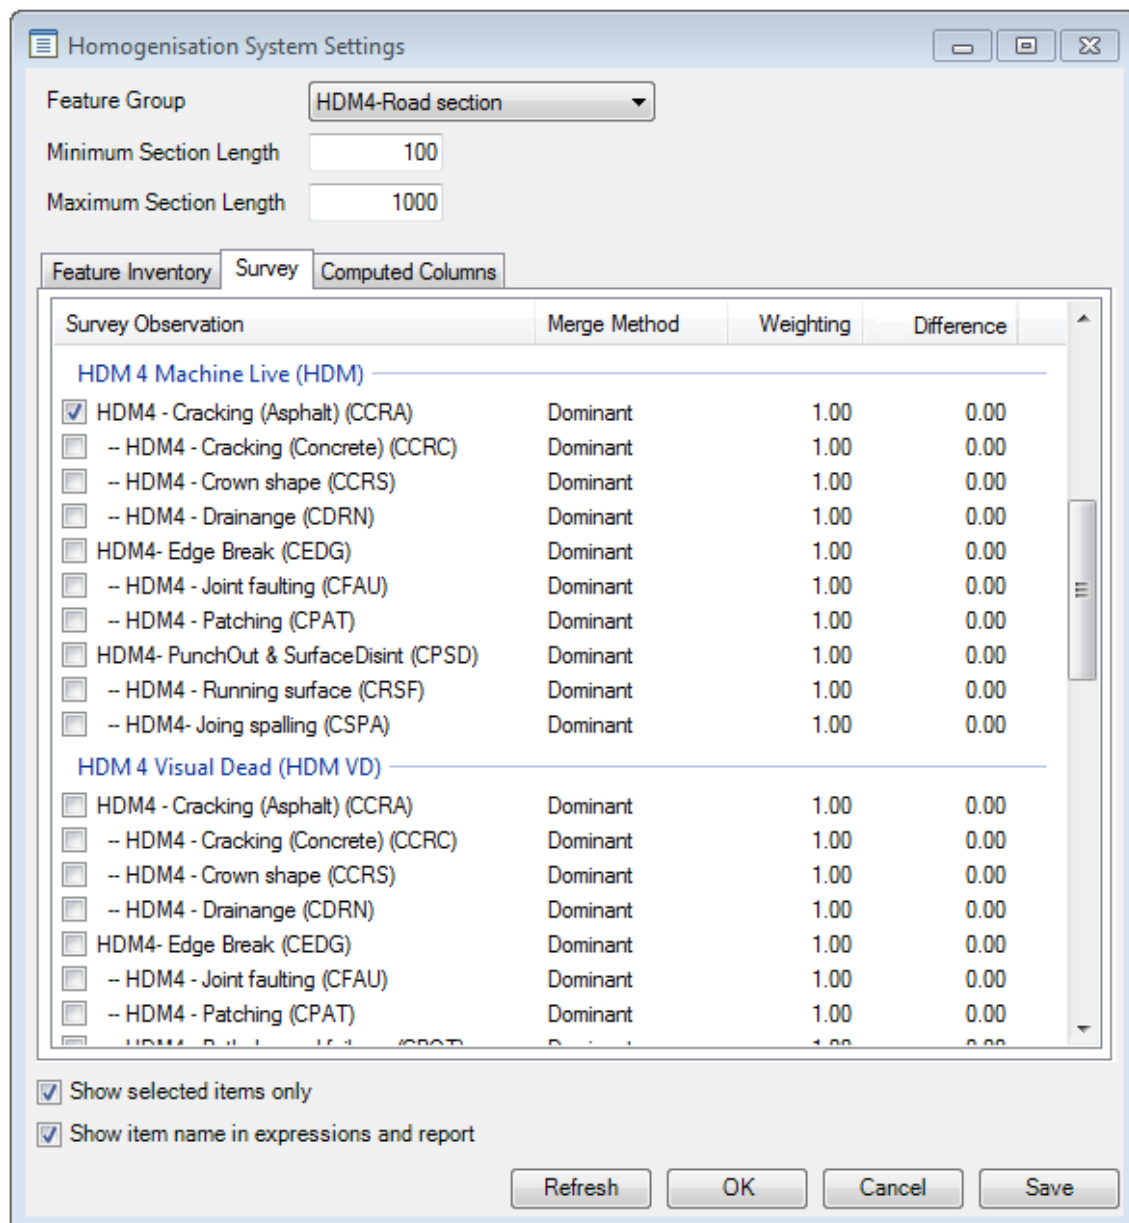 Homogenisation System Settings
Feature Group HDM4-Road section
Minimum Section Length 100
Maximum Section Length 1000
Feature Inventory Survey Computed Columns
Survey Observation Merge Method Weighting Difference
HDM 4 Machine Live (HDM)
HDM4 - Cracking (Asphalt) (CCRA) Dominant 1.00 0.00
-- HDM4 - Cracking (Concrete) (CCRC) Dominant 1.00 0.00
-- HDM4 - Crown shape (CCRS) Dominant 1.00 0.00
-- HDM4 - Drainange (CDRN) Dominant 1.00 0.00
HDM4- Edge Break (CEDG) Dominant 1.00 0.00
-- HDM4 - Joint faulting (CFAU) Dominant 1.00 0.00
-- HDM4 - Patching (CPAT) Dominant 1.00 0.00
HDM4- PunchOut & SurfaceDisint (CPSD) Dominant 1.00 0.00
-- HDM4 - Running surface (CRSF) Dominant 1.00 0.00
-- HDM4- Joing spalling (CSPA) Dominant 1.00 0.00
HDM 4 Visual Dead (HDM VD)
HDM4 - Cracking (Asphalt) (CCRA) Dominant 1.00 0.00
-- HDM4 - Cracking (Concrete) (CCRC) Dominant 1.00 0.00
-- HDM4 - Crown shape (CCRS) Dominant 1.00 0.00
-- HDM4 - Drainange (CDRN) Dominant 1.00 0.00
HDM4- Edge Break (CEDG) Dominant 1.00 0.00
-- HDM4 - Joint faulting (CFAU) Dominant 1.00 0.00
-- HDM4 - Patching (CPAT) Dominant 1.00 0.00
Show selected items only
Show item name in expressions and report
Refresh OK Cancel Save